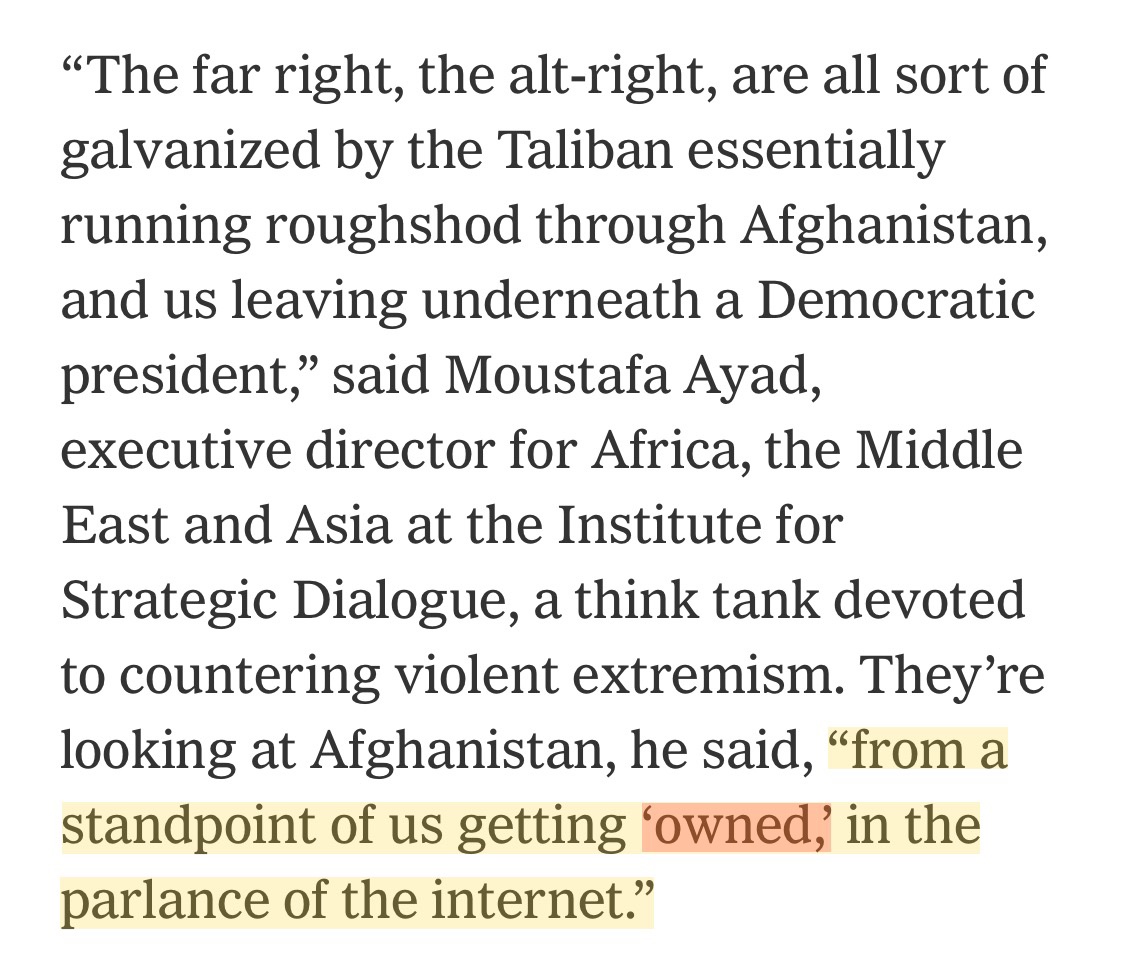 “The far right, the alt-right, are all sort of
galvanized by the Taliban essentially
running roughshod through Afghanistan,
and us leaving underneath a Democratic
president,” said Moustafa Ayad,
executive director for Africa, the Middle
East and Asia at the Institute for
Strategic Dialogue, a think tank devoted
to countering violent extremism. They’re
looking at Afghanistan, he said, “from a
standpoint of us getting ‘owned,’ in the
parlance of the internet.”